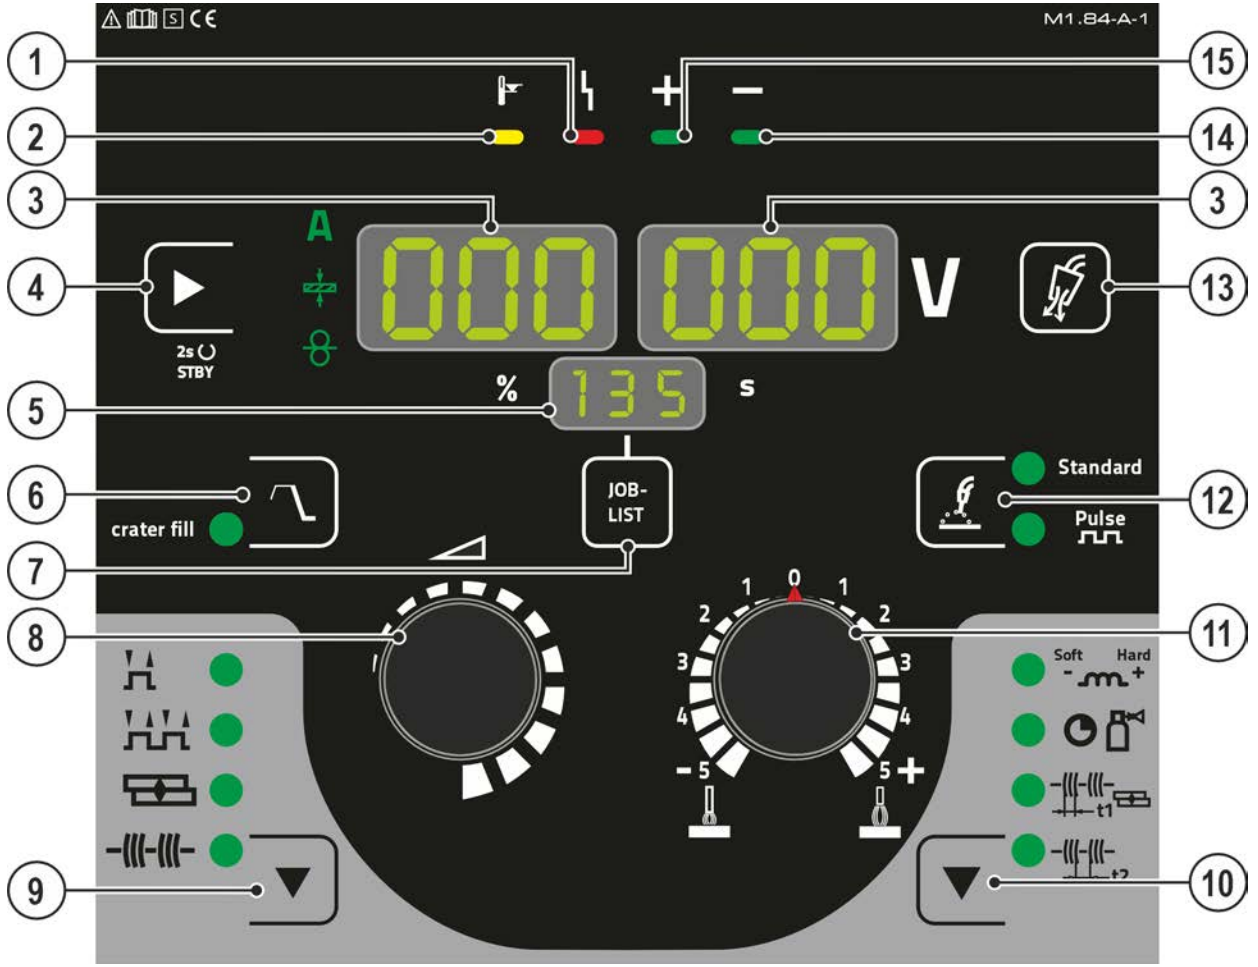 S CE
M1.84-A-1
1
15
2
14
3
3
A
000
000
V
4
13
2s
STBY
%
135
s
5
6
crater fill
JOB-
LIST
Standard
Pulse
12
7
8
11
0
1
1
2
2
3
3
4
4
- 5
5 +
Soft
Hard
- +
t1
t2
9
10